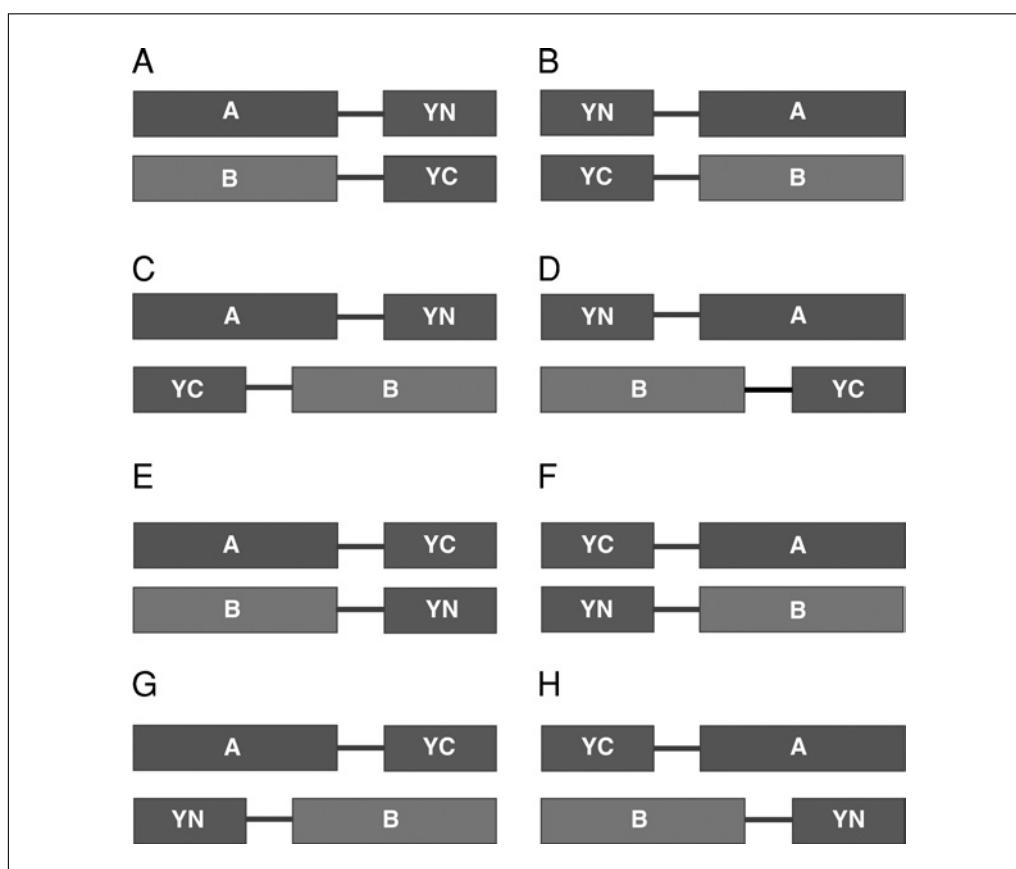 A B
A YN YN A
B YC YC B
C D
A YN YN A
YC B B YC
E F
A YC YC A
B YN YN B
G H
A YC YC A
YN B B YN